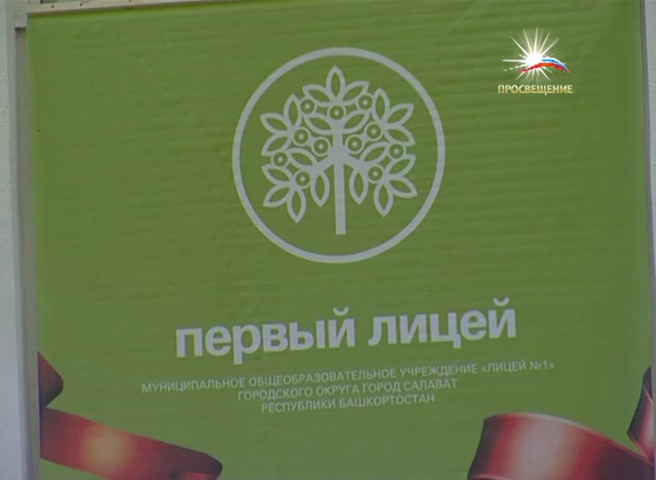 ПРОСВЕЩЕНИЕ
первый лицей
МУНИЦИПАЛЬНОЕ ОБЩЕОБРАЗОВАТЕЛЬНОЕ УЧРЕЖДЕНИЕ «ЛИЦЕЙ №1»
ГОРОДСКОГО ОКРУГА ГОРОД САЛАВАТ
РЕСПУБЛИКИ БАШКОРТОСТАН